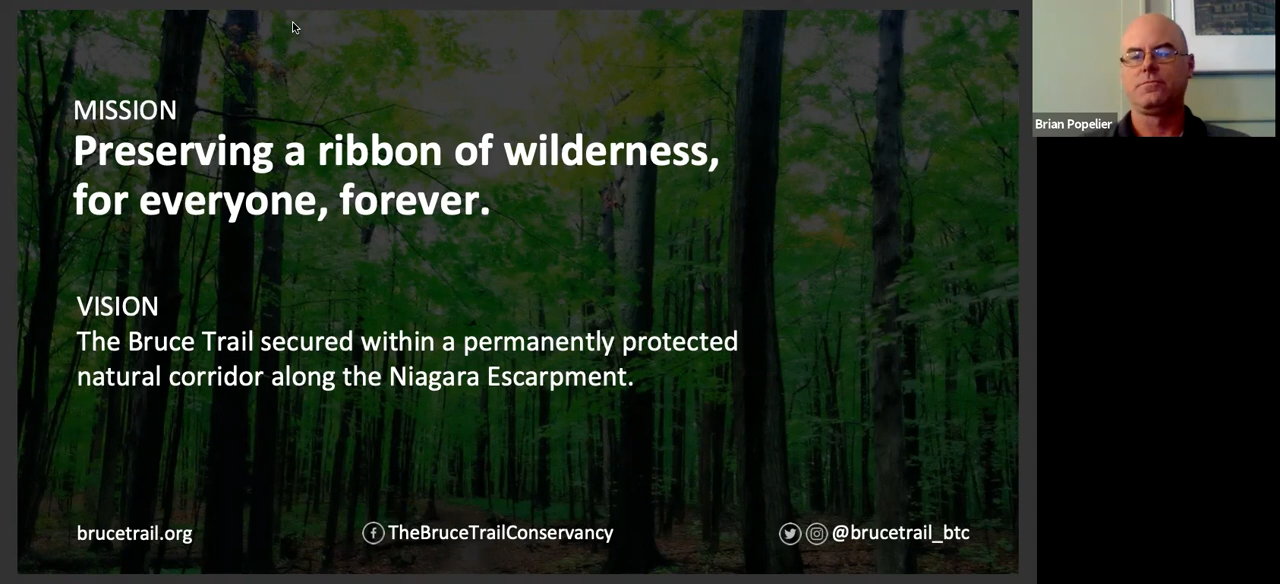 MISSION
Preserving a ribbon of wilderness,
for everyone, forever.
VISION
The Bruce Trail secured within a permanently protected
natural corridor along the Niagara Escarpment.
brucetrail.org
TheBruceTrailConservancy
@brucetrail_btc
Brian Popelier